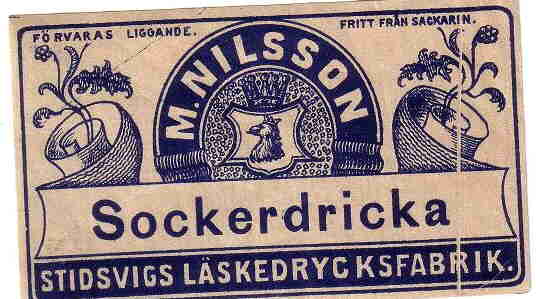 FÖRVARAS LIGGANDE.
FRITT FRÅN SACKARIN.
M. NILSSON
Sockerdricka
STIDSVIGS LÄSKEDRYCKSFABRIK.